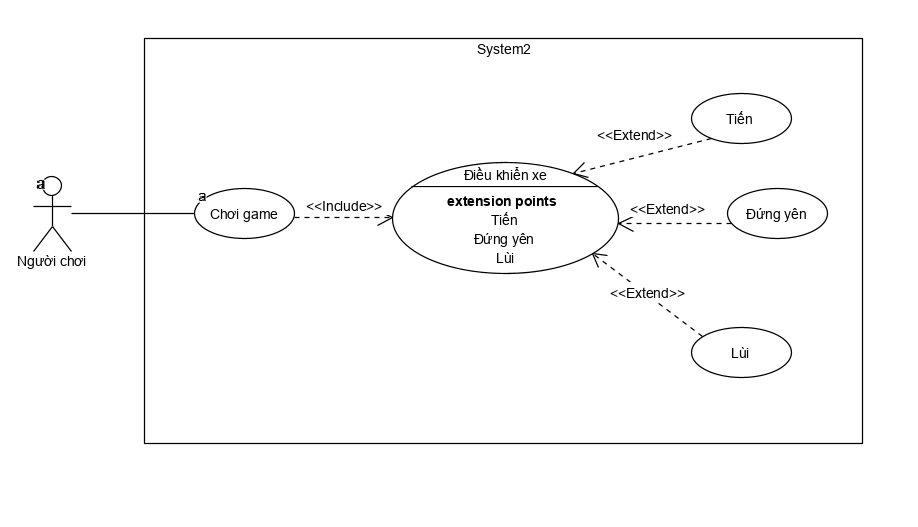 System2
Tiến
<<Extend>>
Điều khiển xe
a
a
<<Include>>
extension points
<<Extend>>
Chơi game
Tiến
Đứng yên
Đứng yên
Người chơi
Lùi
<<Extend>>
Lùi